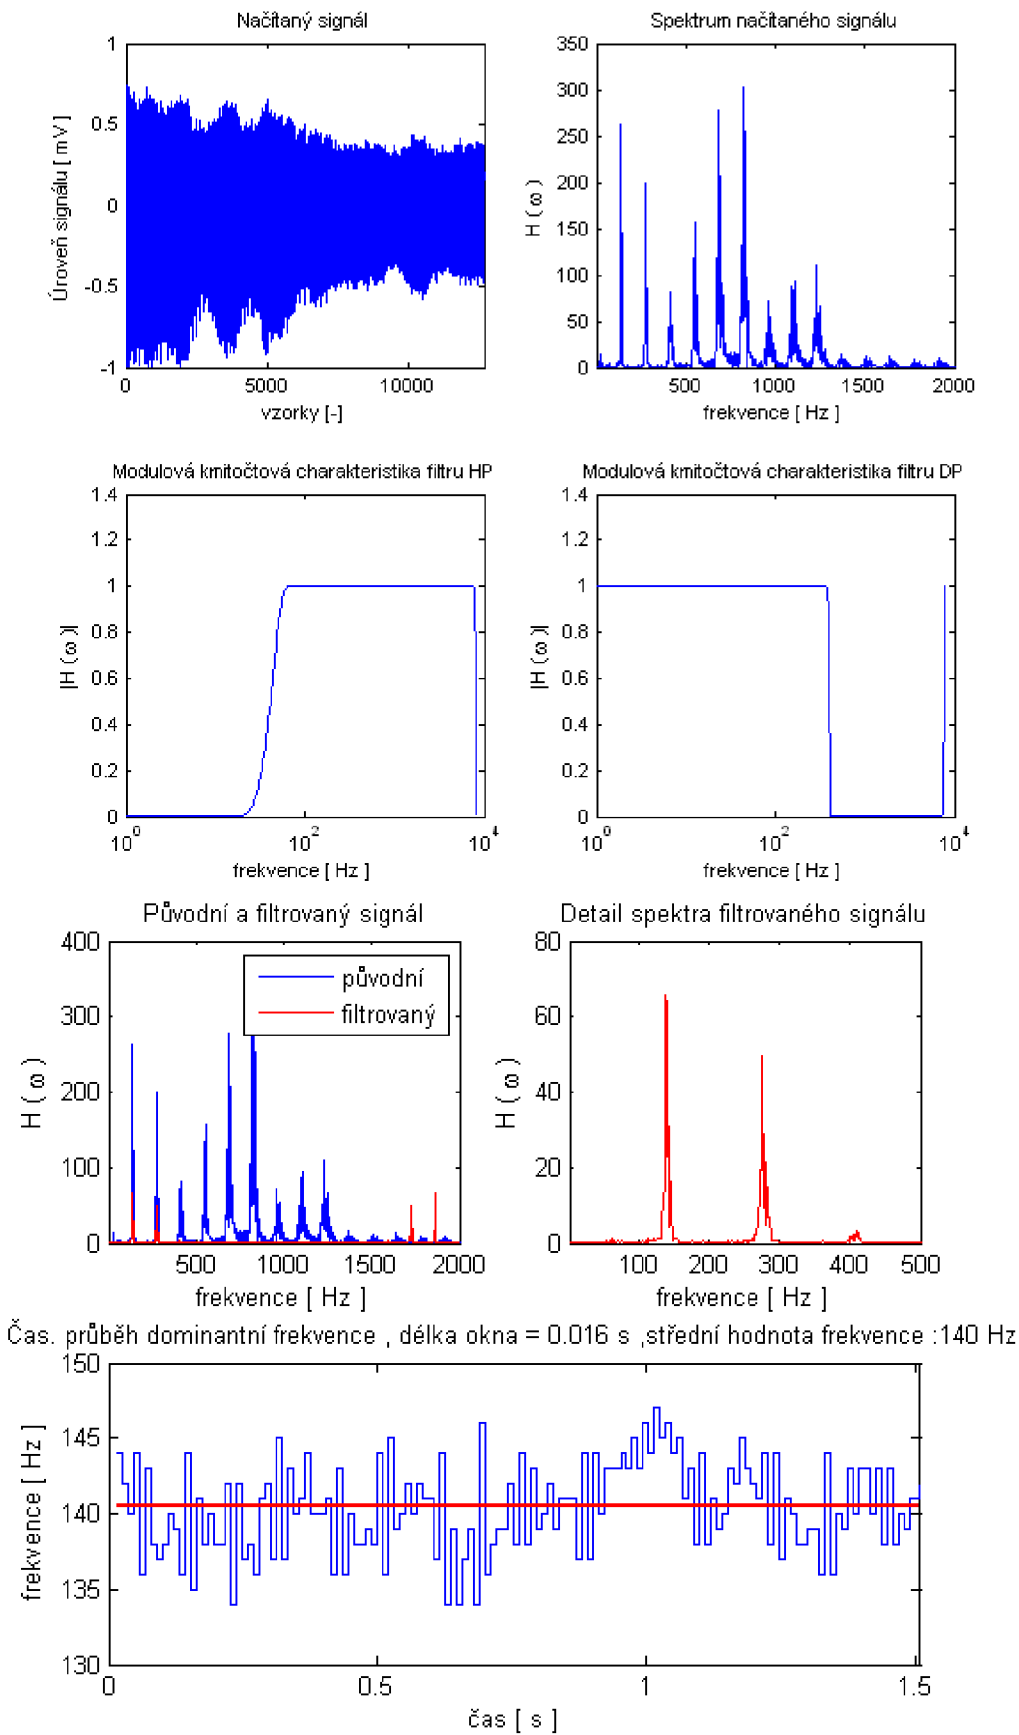 Načítaný signál
1
0.5
0
-0.5
-1
Úroveň signálu [ mV ]
0 5000 10000
vzorky [-]
Spektrum načítaného signálu
350
300
250
200
150
100
50
0
H ( ω )
500 1000 1500 2000
frekvence [ Hz ]
Modulová kmitočtová charakteristika filtru HP
1.4
1.2
1
0.8
0.6
0.4
0.2
0
|H ( ω )|
10^0 10^2 10^4
frekvence [ Hz ]
Modulová kmitočtová charakteristika filtru DP
1.4
1.2
1
0.8
0.6
0.4
0.2
0
|H ( ω )|
10^0 10^2 10^4
frekvence [ Hz ]
Původní a filtrovaný signál
400
300
200
100
0
H ( ω )
původní
filtrovaný
500 1000 1500 2000
frekvence [ Hz ]
Detail spektra filtrovaného signálu
80
60
40
20
0
H ( ω )
100 200 300 400 500
frekvence [ Hz ]
Čas. průběh dominantní frekvence , délka okna = 0.016 s ,střední hodnota frekvence :140 Hz
150
145
140
135
130
frekvence [ Hz ]
0 0.5 1 1.5
čas [ s ]